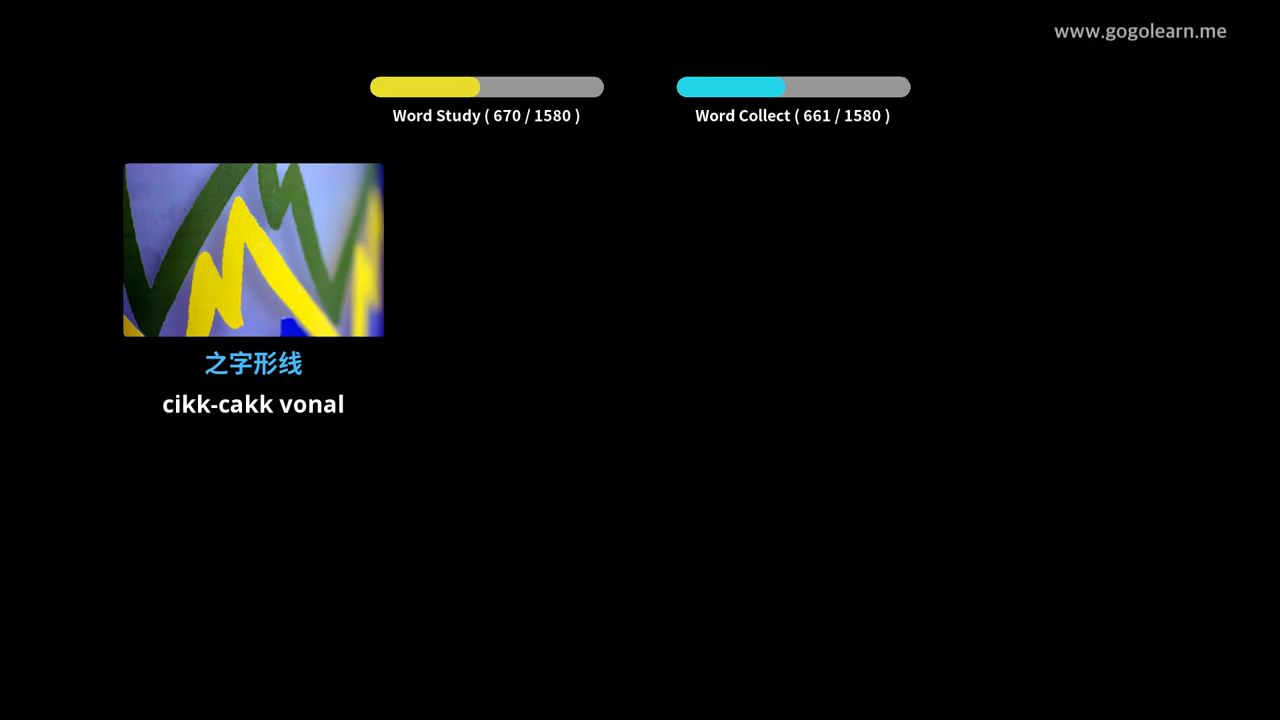 www.gogolearn.me
Word Study ( 670 / 1580 )
Word Collect ( 661 / 1580 )
之字形线
cikk-cakk vonal